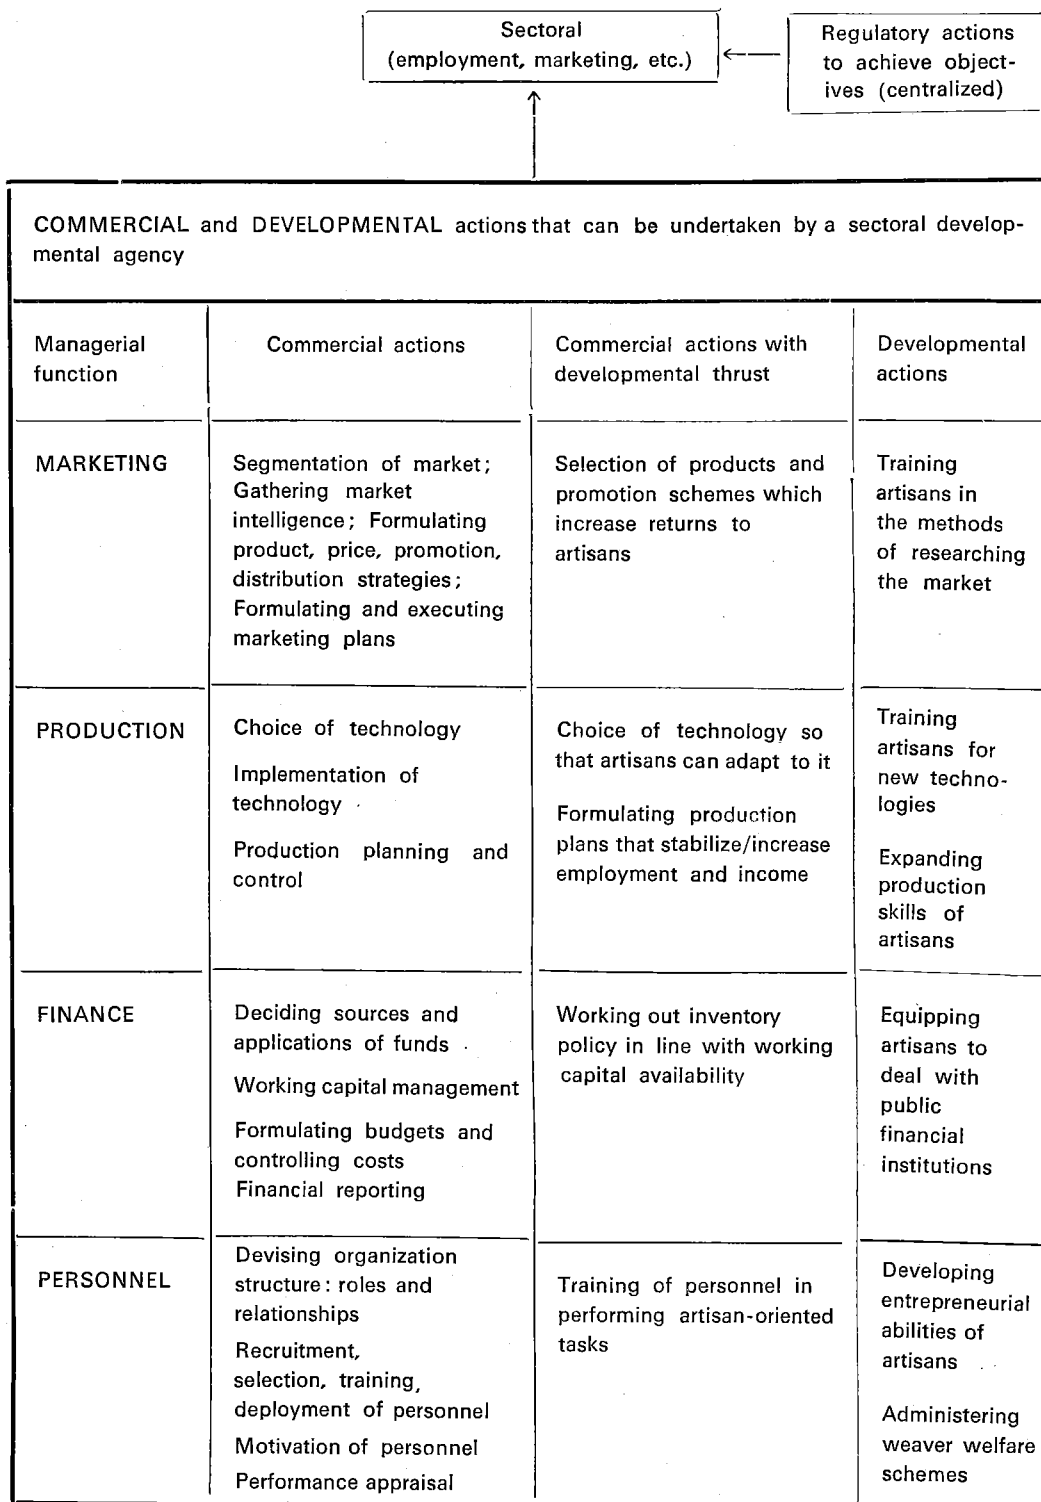 Sectoral
(employment, marketing, etc.)
Regulatory actions
to achieve object-
ives (centralized)
COMMERCIAL and DEVELOPMENTAL actions that can be undertaken by a sectoral develop-
mental agency
Managerial
function
Commercial actions
Commercial actions with
developmental thrust
Developmental
actions
MARKETING
Segmentation of market;
Gathering market
intelligence; Formulating
product, price, promotion,
distribution strategies;
Formulating and executing
marketing plans
Selection of products and
promotion schemes which
increase returns to
artisans
Training
artisans in
the methods
of researching
the market
PRODUCTION
Choice of technology
Implementation of
technology
Production planning and
control
Choice of technology so
that artisans can adapt to it
Formulating production
plans that stabilize/increase
employment and income
Training
artisans for
new techno-
logies
Expanding
production
skills of
artisans
FINANCE
Deciding sources and
applications of funds
Working capital management
Formulating budgets and
controlling costs
Financial reporting
Working out inventory
policy in line with working
capital availability
Equipping
artisans to
deal with
public
financial
institutions
PERSONNEL
Devising organization
structure: roles and
relationships
Recruitment,
selection, training,
deployment of personnel
Motivation of personnel
Performance appraisal
Training of personnel in
performing artisan-oriented
tasks
Developing
entrepreneurial
abilities of
artisans
Administering
weaver welfare
schemes